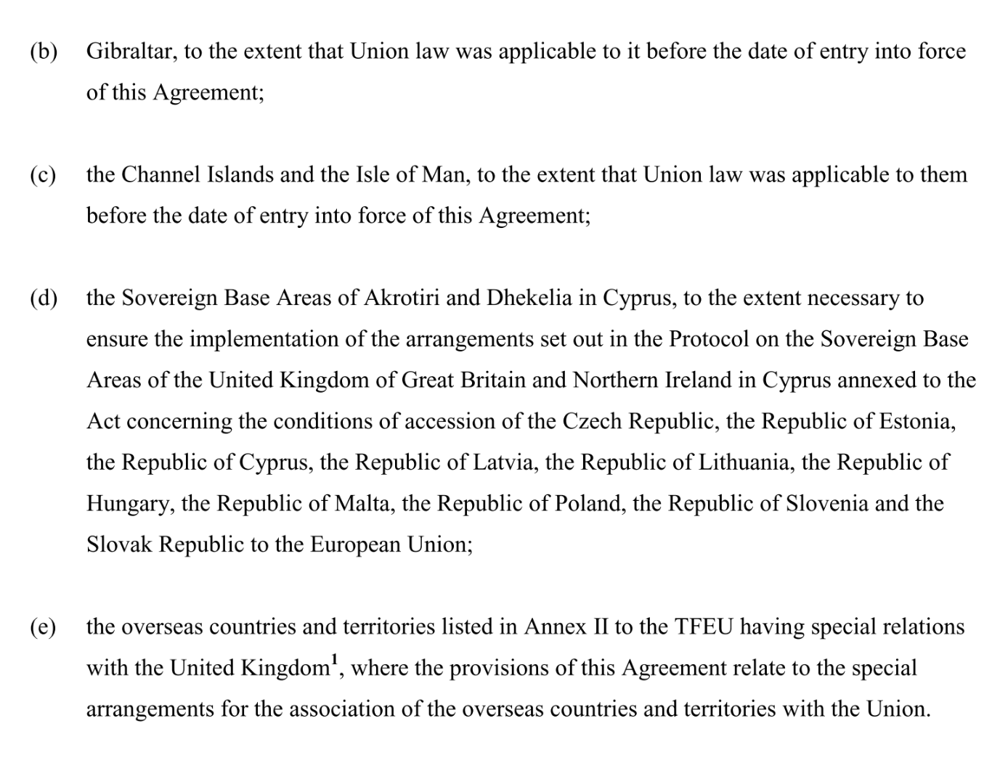 (b) Gibraltar, to the extent that Union law was applicable to it before the date of entry into force
of this Agreement;
(c) the Channel Islands and the Isle of Man, to the extent that Union law was applicable to them
before the date of entry into force of this Agreement;
(d) the Sovereign Base Areas of Akrotiri and Dhekelia in Cyprus, to the extent necessary to
ensure the implementation of the arrangements set out in the Protocol on the Sovereign Base
Areas of the United Kingdom of Great Britain and Northern Ireland in Cyprus annexed to the
Act concerning the conditions of accession of the Czech Republic, the Republic of Estonia,
the Republic of Cyprus, the Republic of Latvia, the Republic of Lithuania, the Republic of
Hungary, the Republic of Malta, the Republic of Poland, the Republic of Slovenia and the
Slovak Republic to the European Union;
(e) the overseas countries and territories listed in Annex II to the TFEU having special relations
with the United Kingdom¹, where the provisions of this Agreement relate to the special
arrangements for the association of the overseas countries and territories with the Union.